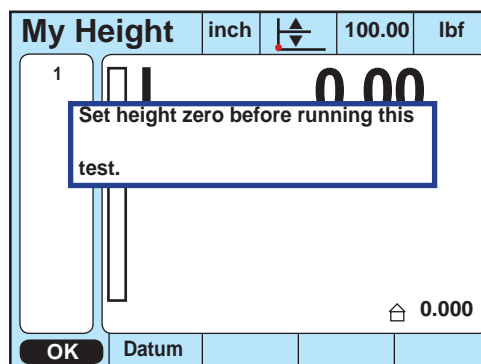 My Height inch 100.00 lbf
1
L 0.00
Set height zero before running this
test.
0.000
OK Datum